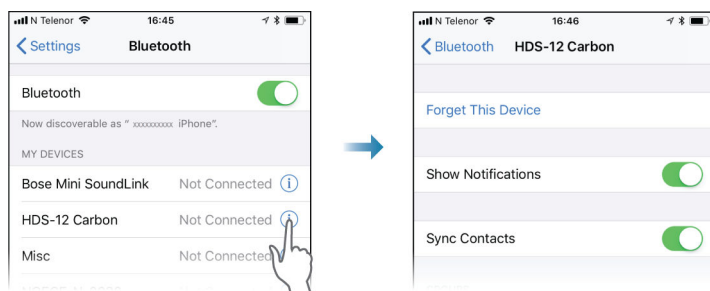 N Telenor 16:45
Settings Bluetooth
Bluetooth
Now discoverable as " xxxxxxxxxx iPhone".
MY DEVICES
Bose Mini SoundLink Not Connected i
HDS-12 Carbon Not Connected i
Misc Not Connected
N Telenor 16:46
Bluetooth HDS-12 Carbon
Forget This Device
Show Notifications
Sync Contacts